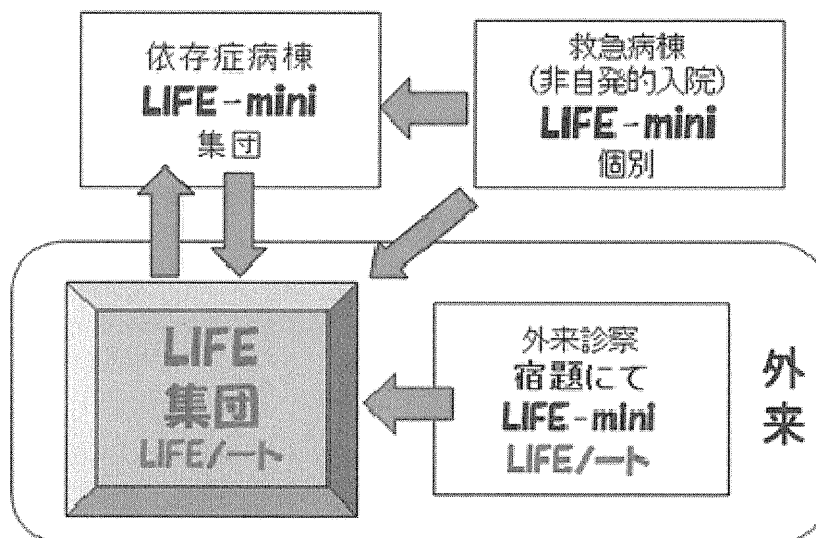 依存症病棟
LIFE-mini
集団
救急病棟
(非自発的入院)
LIFE-mini
個別
LIFE
集団
LIFEノート
外来診察
宿題にて
LIFE-mini
LIFEノート
外来